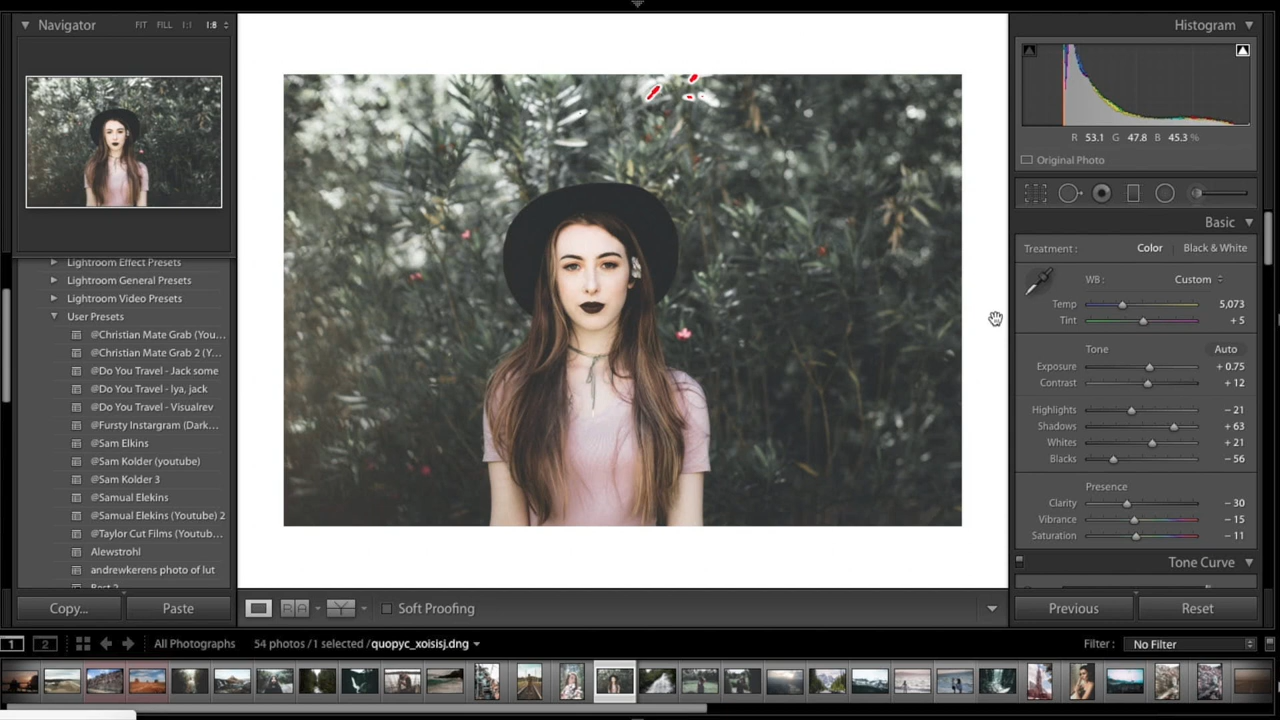 Navigator FIT FILL 1:1 1:8
Lightroom Effect Presets
Lightroom General Presets
Lightroom Video Presets
User Presets
@Christian Mate Grab (You...
@Christian Mate Grab 2 (Y...
@Do You Travel - Jack some
@Do You Travel - lya, jack
@Do You Travel - Visualrev
@Fursty Instargram (Dark...
@Sam Elkins
@Sam Kolder (youtube)
@Sam Kolder 3
@Samual Elekins
@Samual Elekins (Youtube) 2
@Taylor Cut Films (Youtub...
Alewstrohl
andrewkerens photo of lut
Best 2
Copy... Paste
R A Y Soft Proofing
Histogram
R 53.1 G 47.8 B 45.3 %
Original Photo
Basic
Treatment : Color Black & White
WB : Custom
Temp 5,073
Tint + 5
Tone Auto
Exposure + 0.75
Contrast + 12
Highlights − 21
Shadows + 63
Whites + 21
Blacks − 56
Presence
Clarity − 30
Vibrance − 15
Saturation − 11
Tone Curve
Previous Reset
1 2 All Photographs 54 photos / 1 selected / quopyc_xoisisj.dng Filter : No Filter